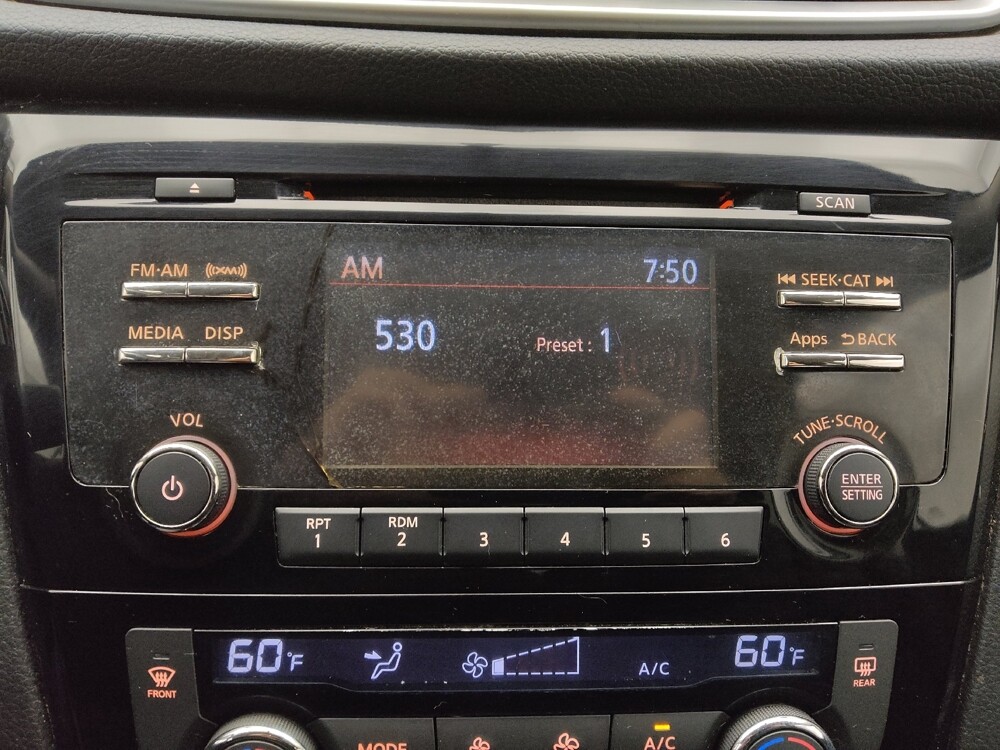 SCAN
FM·AM
((XM))
AM
7:50
SEEK·CAT
MEDIA
DISP
530
Preset : 1
Apps
BACK
VOL
TUNE·SCROLL
ENTER
SETTING
RPT
1
RDM
2
3
4
5
6
60°F
A/C
60°F
FRONT
REAR
MODE
A/C